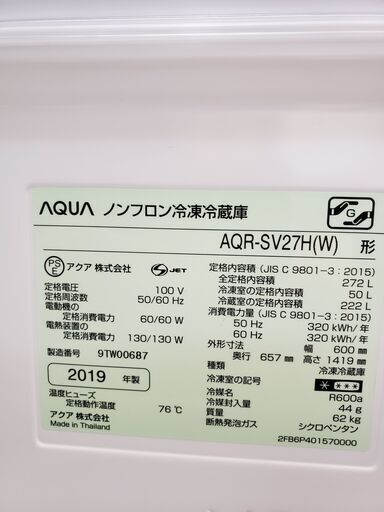 AQUA ノンフロン冷凍冷蔵庫
G
AQR-SV27H(W) 形
PS E アクア 株式会社 S JET
定格電圧 100 V
定格周波数 50/60 Hz
電動機の
定格消費電力 60/60 W
電熱装置の
定格消費電力 130/130 W
製造番号 9TW00687
2019 年製
温度ヒューズ
定格動作温度 76℃
アクア 株式会社
Made in Thailand
定格内容積 (JIS C 9801-3:2015)
全定格内容積 272 L
冷凍室の定格内容積 50 L
冷蔵室の定格内容積 222 L
消費電力量 (JIS C 9801-3:2015)
50 Hz 320 kWh/年
60 Hz 320 kWh/年
外形寸法 幅 600 mm
奥行 657 mm 高さ 1419 mm
種類 冷凍冷蔵庫
冷凍室の記号
冷媒名 R600a
冷媒封入量 44 g
質量 62 kg
断熱発泡ガス シクロペンタン
2FB6P401570000